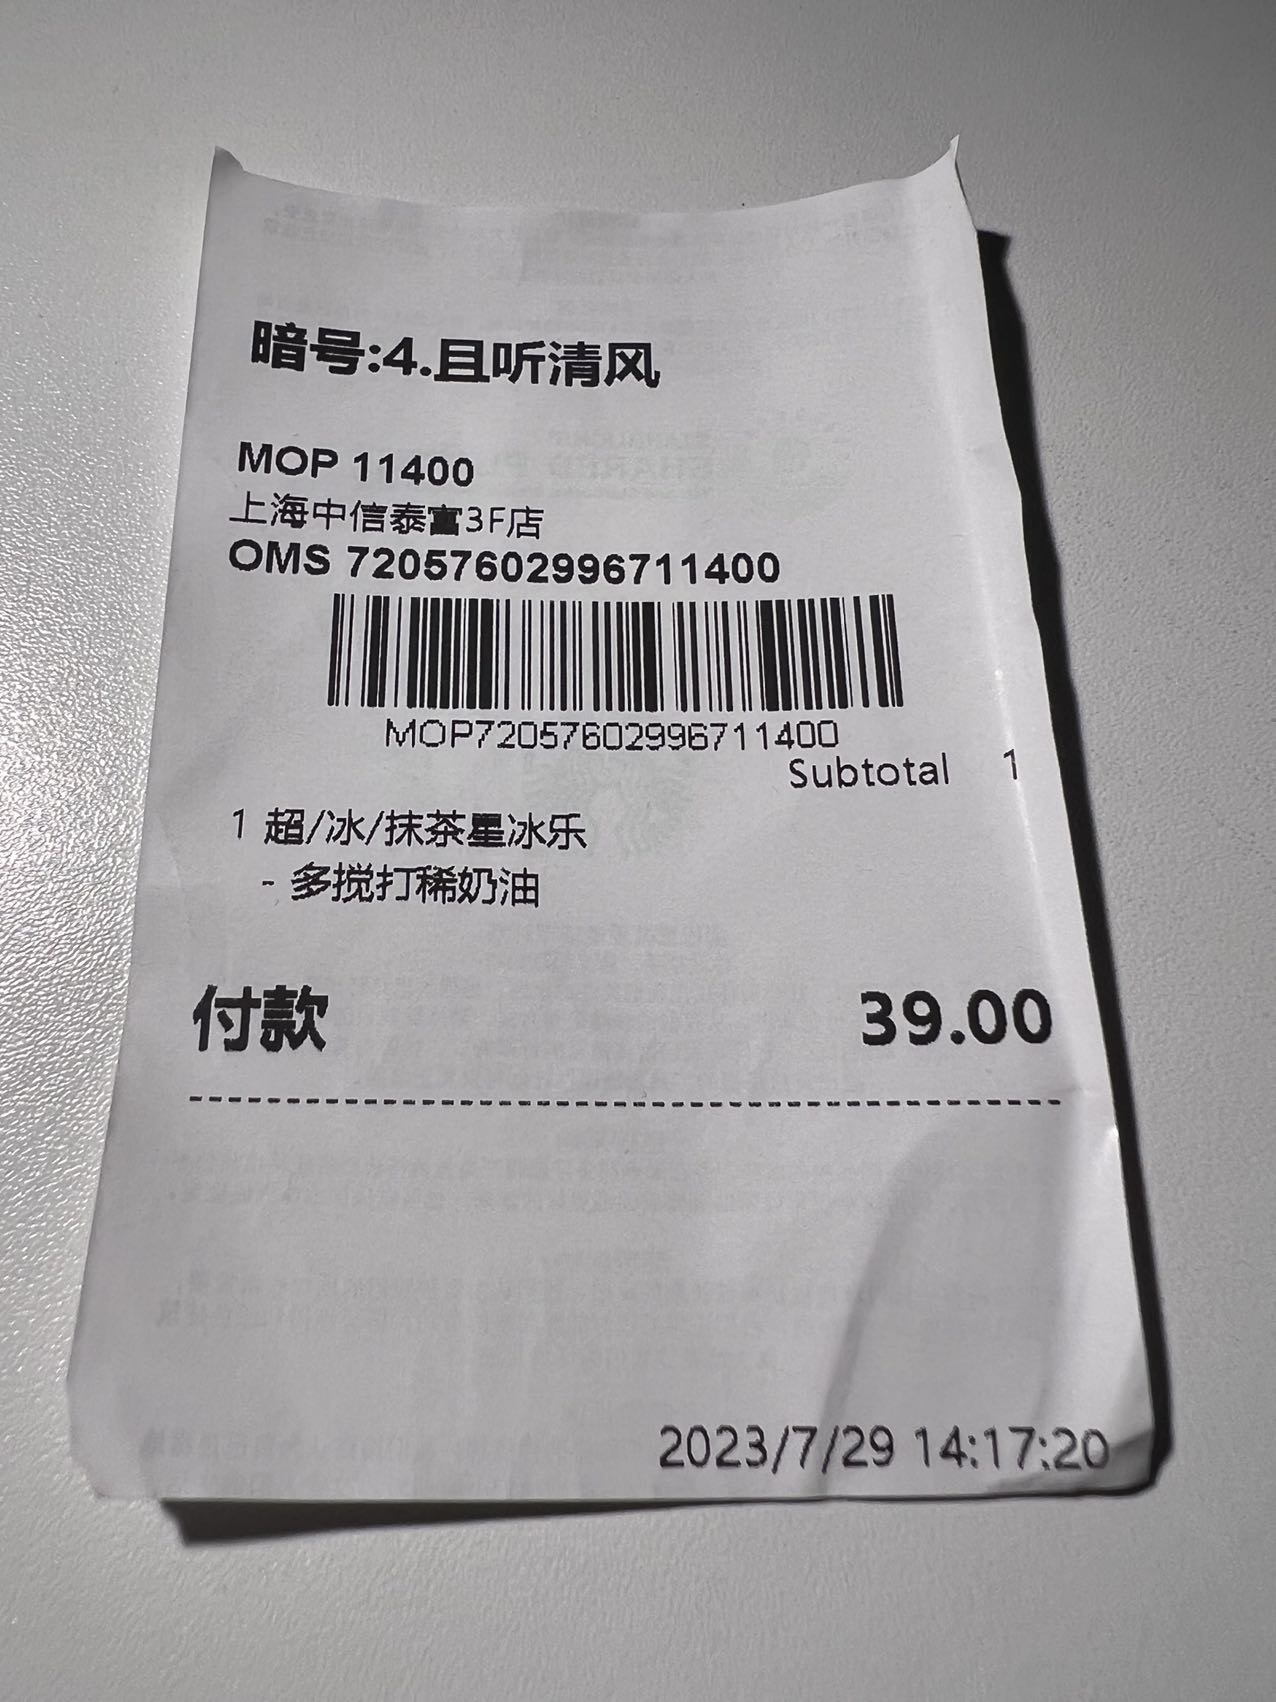 暗号:4.且听清风
MOP 11400
上海中信泰富3F店
OMS 72057602996711400
MOP72057602996711400
Subtotal 1
1 超/冰/抹茶星冰乐
- 多搅打稀奶油
付款 39.00
2023/7/29 14:17:20